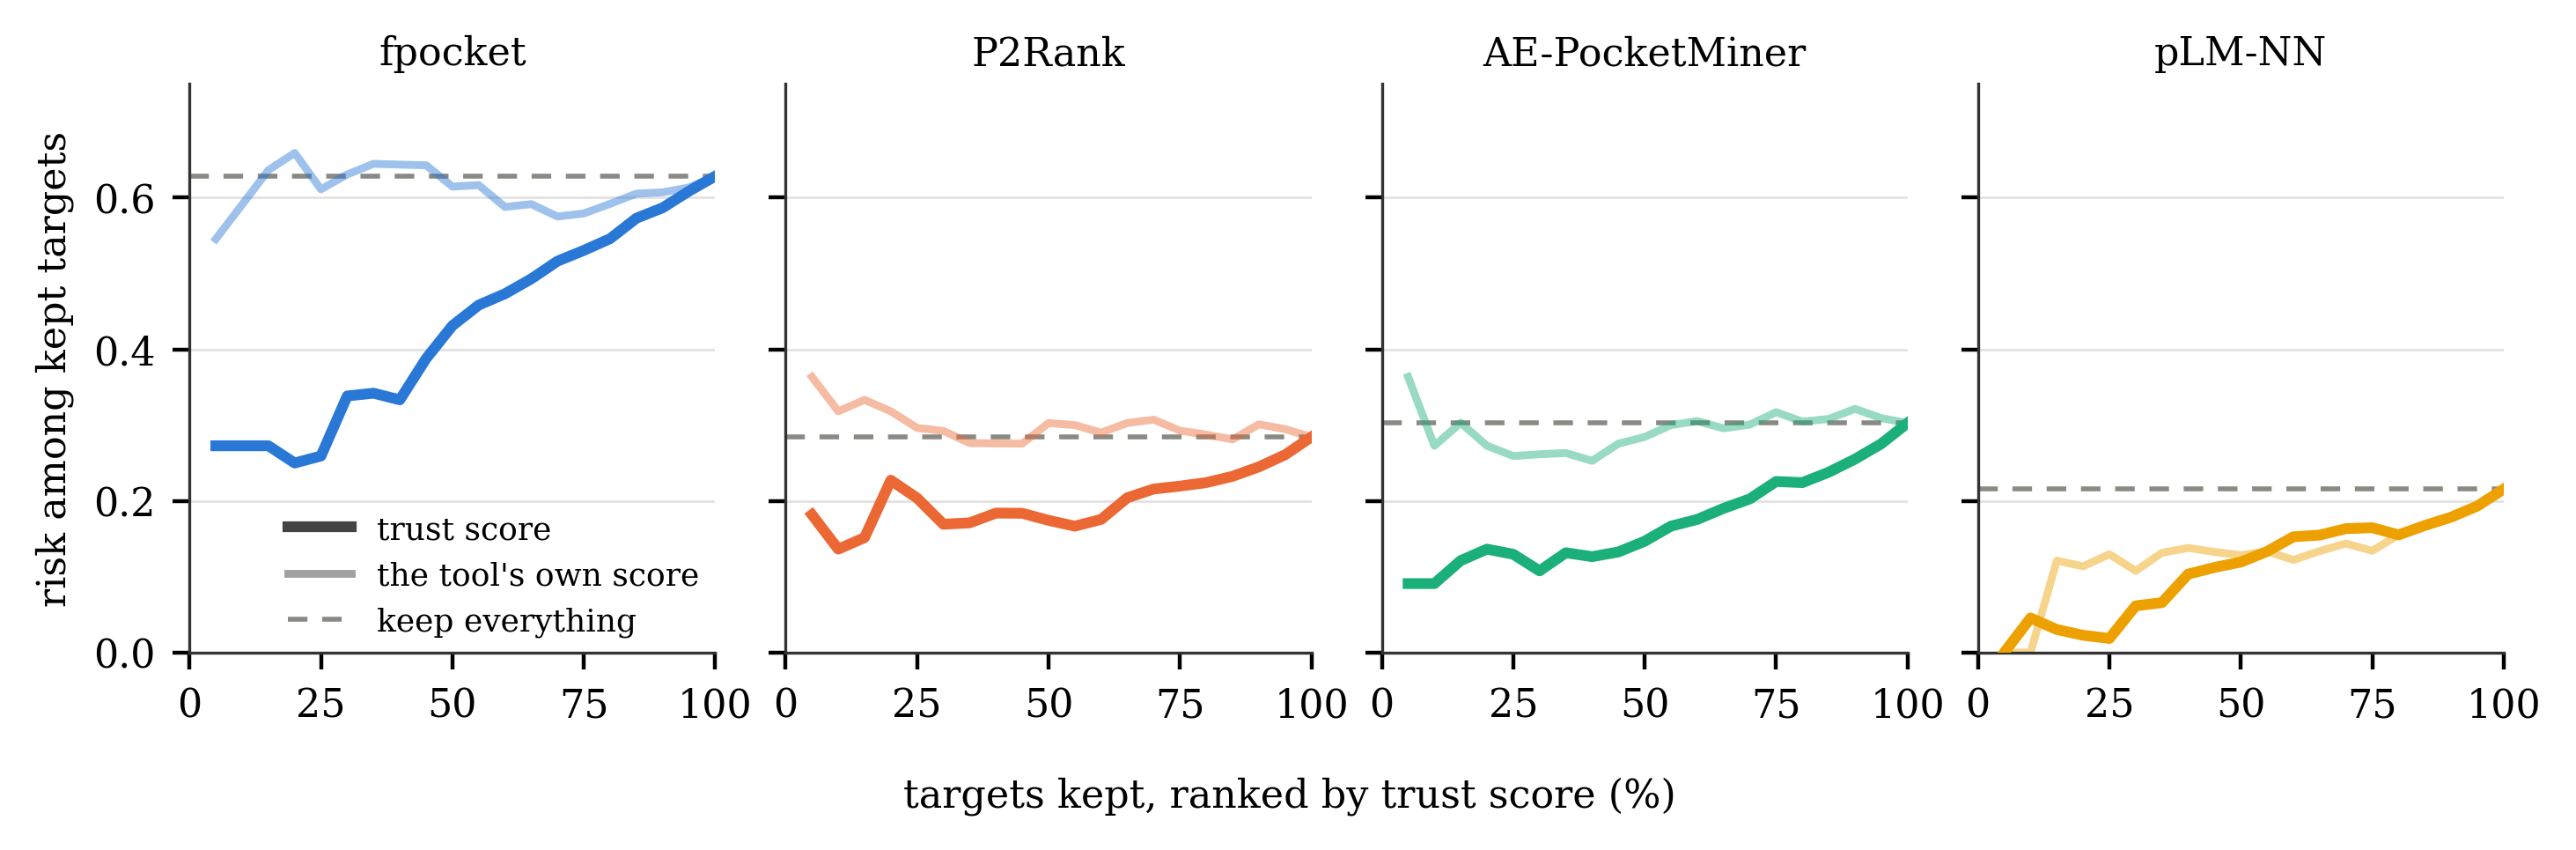 fpocket
P2Rank
AE-PocketMiner
pLM-NN
risk among kept targets
0.6
0.4
0.2
0.0
trust score
the tool's own score
keep everything
0 25 50 75 100
0 25 50 75 100
0 25 50 75 100
0 25 50 75 100
targets kept, ranked by trust score (%)